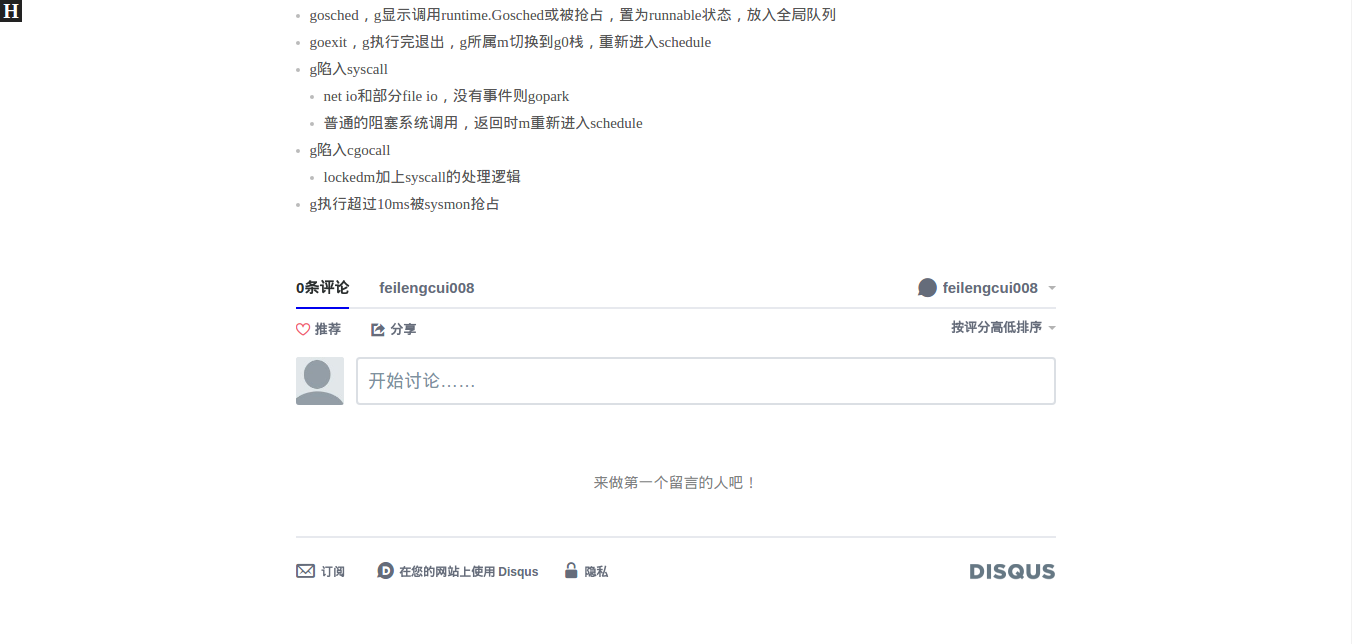 H
gosched，g显示调用runtime.Gosched或被抢占，置为runnable状态，放入全局队列
goexit，g执行完退出，g所属m切换到g0栈，重新进入schedule
g陷入syscall
net io和部分file io，没有事件则gopark
普通的阻塞系统调用，返回时m重新进入schedule
g陷入cgocall
lockedm加上syscall的处理逻辑
g执行超过10ms被sysmon抢占
0条评论 feilengcui008 feilengcui008
推荐 分享 按评分高低排序
开始讨论……
来做第一个留言的人吧！
订阅 D 在您的网站上使用 Disqus 隐私 DISQUS